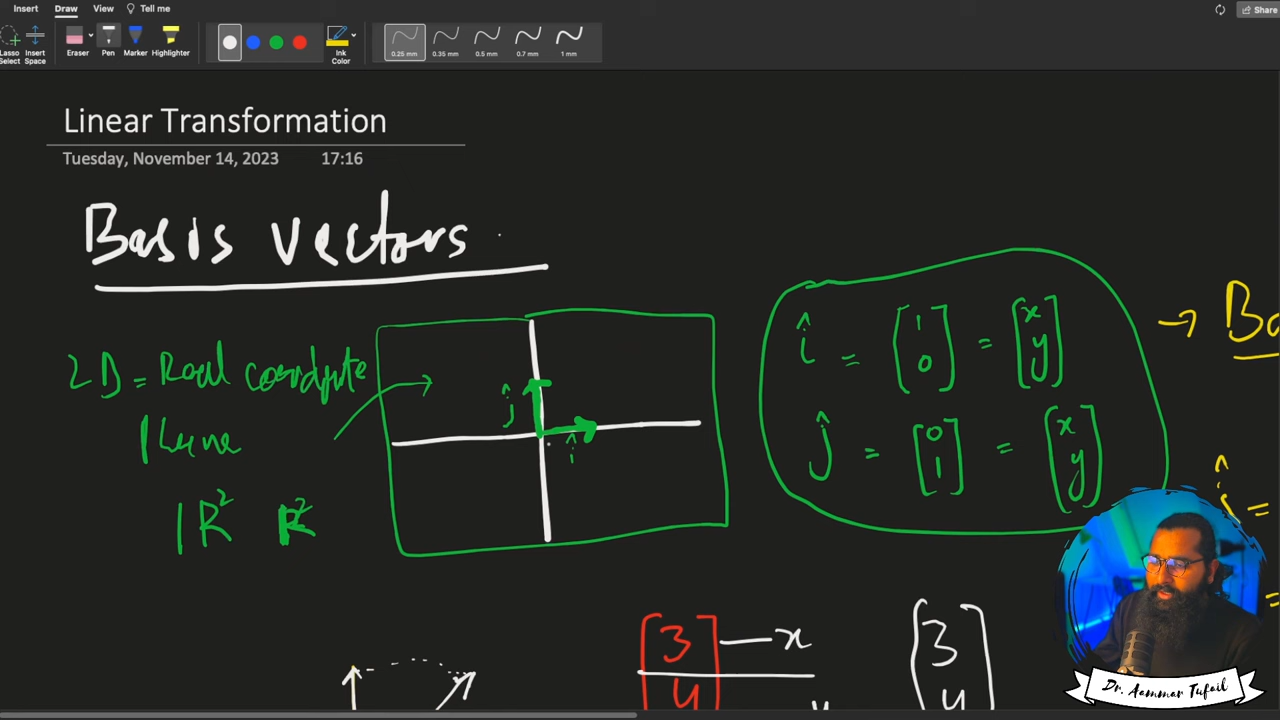 Insert Draw View Tell me
Share
Lasso Select
Insert Space
Eraser
Pen
Marker
Highlighter
Ink Color
0.25 mm
0.35 mm
0.5 mm
0.7 mm
1 mm
Linear Transformation
Tuesday, November 14, 2023 17:16
Basis vectors
2D = Real
plane
ℝ² ℝ²
ĵ
î
î = [1 0] = [x y]
ĵ = [0 1] = [x y]
→ Ba
î =
=
[3 — x
4
[3
4
Dr. Aammar Tufail